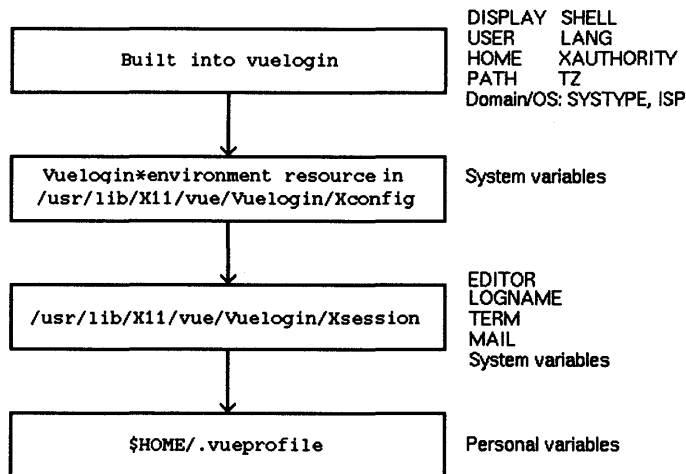 Built into vuelogin
DISPLAY SHELL
USER LANG
HOME XAUTHORITY
PATH TZ
Domain/OS: SYSTYPE, ISP
Vuelogin*environment resource in
/usr/lib/X11/vue/Vuelogin/Xconfig
System variables
/usr/lib/X11/vue/Vuelogin/Xsession
EDITOR
LOGNAME
TERM
MAIL
System variables
$HOME/.vueprofile
Personal variables